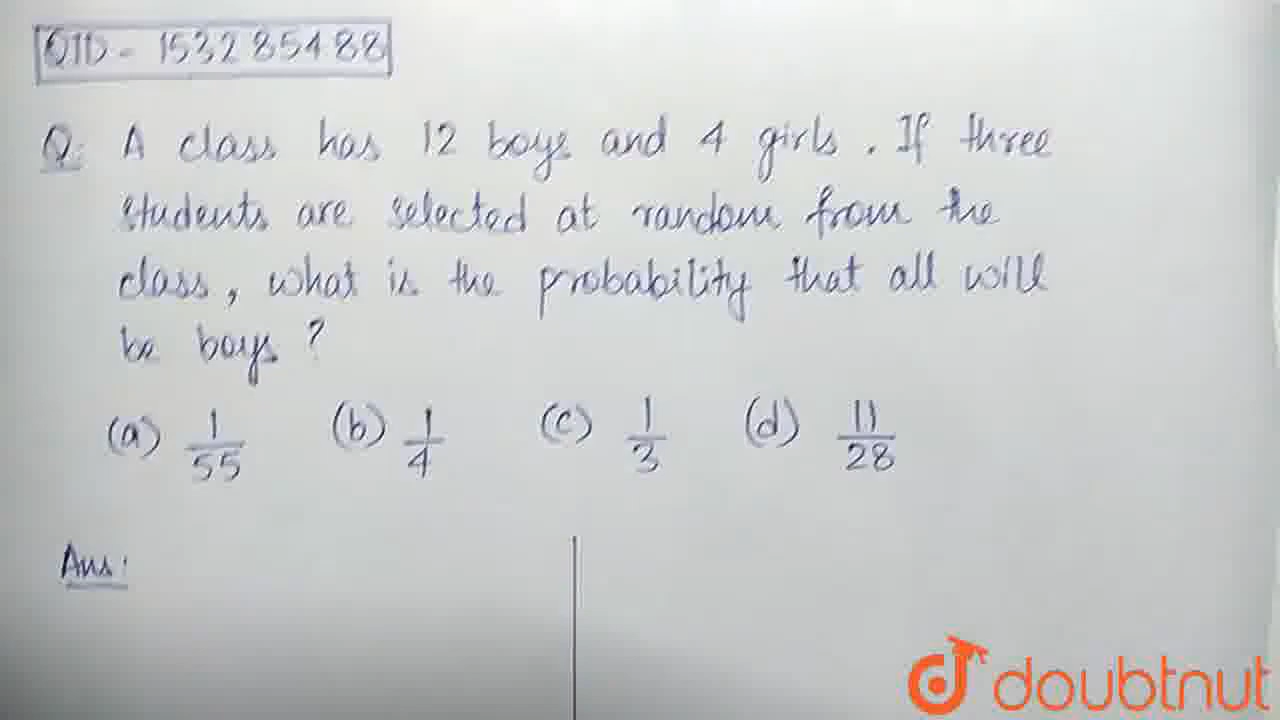 QID - 153285488
Q: A class has 12 boys and 4 girls. If three
students are selected at random from the
class, what is the probability that all will
be boys?
(a) 1/55 (b) 1/4 (c) 1/3 (d) 11/28
Ans:
doubtnut